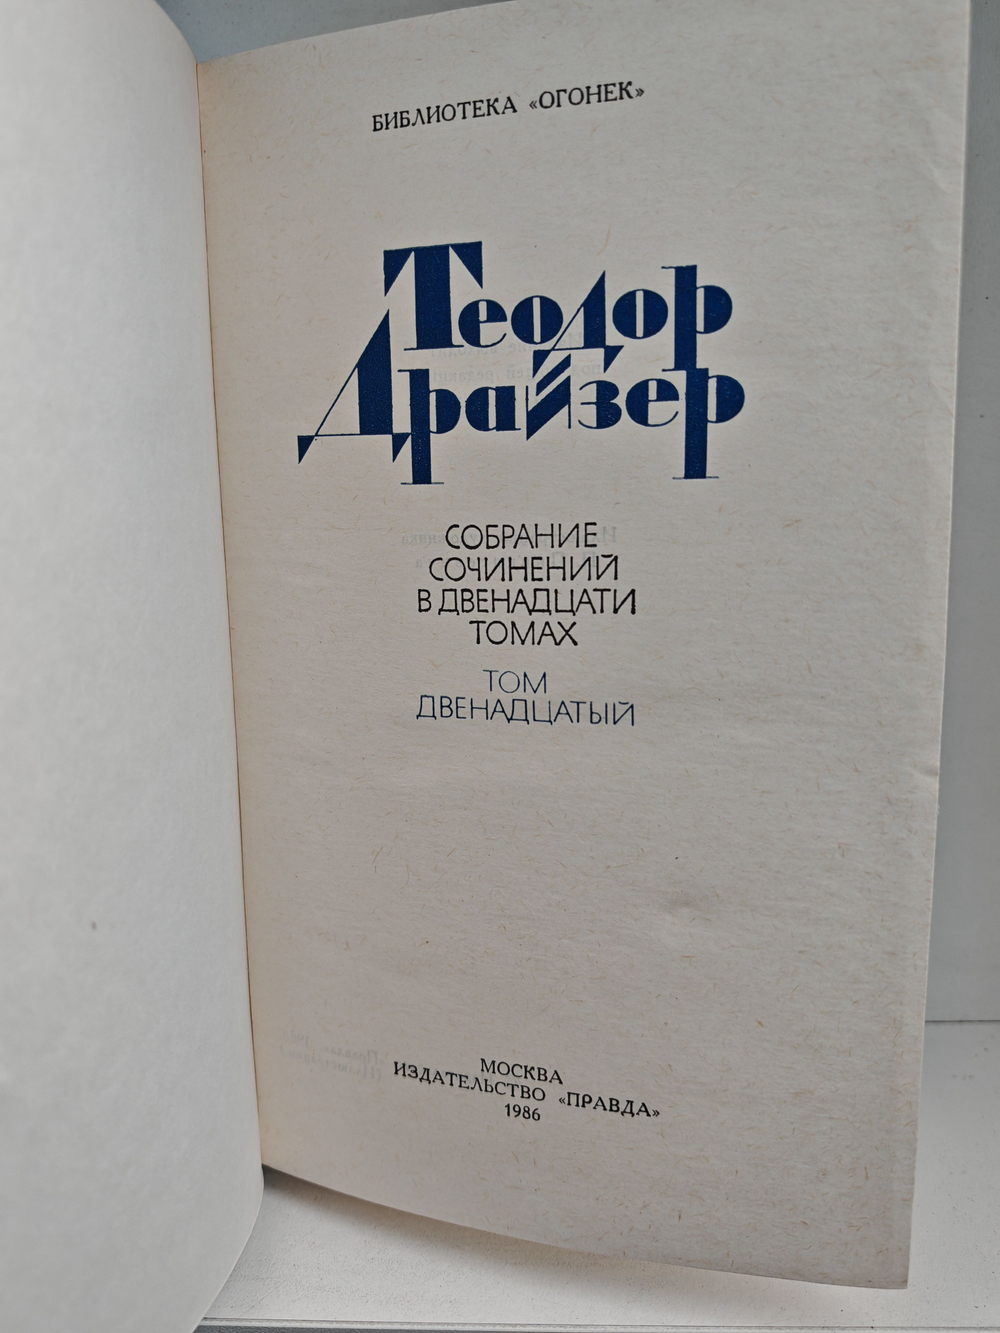 БИБЛИОТЕКА «ОГОНЕК»
Теодор
Драйзер
СОБРАНИЕ
СОЧИНЕНИЙ
В ДВЕНАДЦАТИ
ТОМАХ
ТОМ
ДВЕНАДЦАТЫЙ
МОСКВА
ИЗДАТЕЛЬСТВО «ПРАВДА»
1986